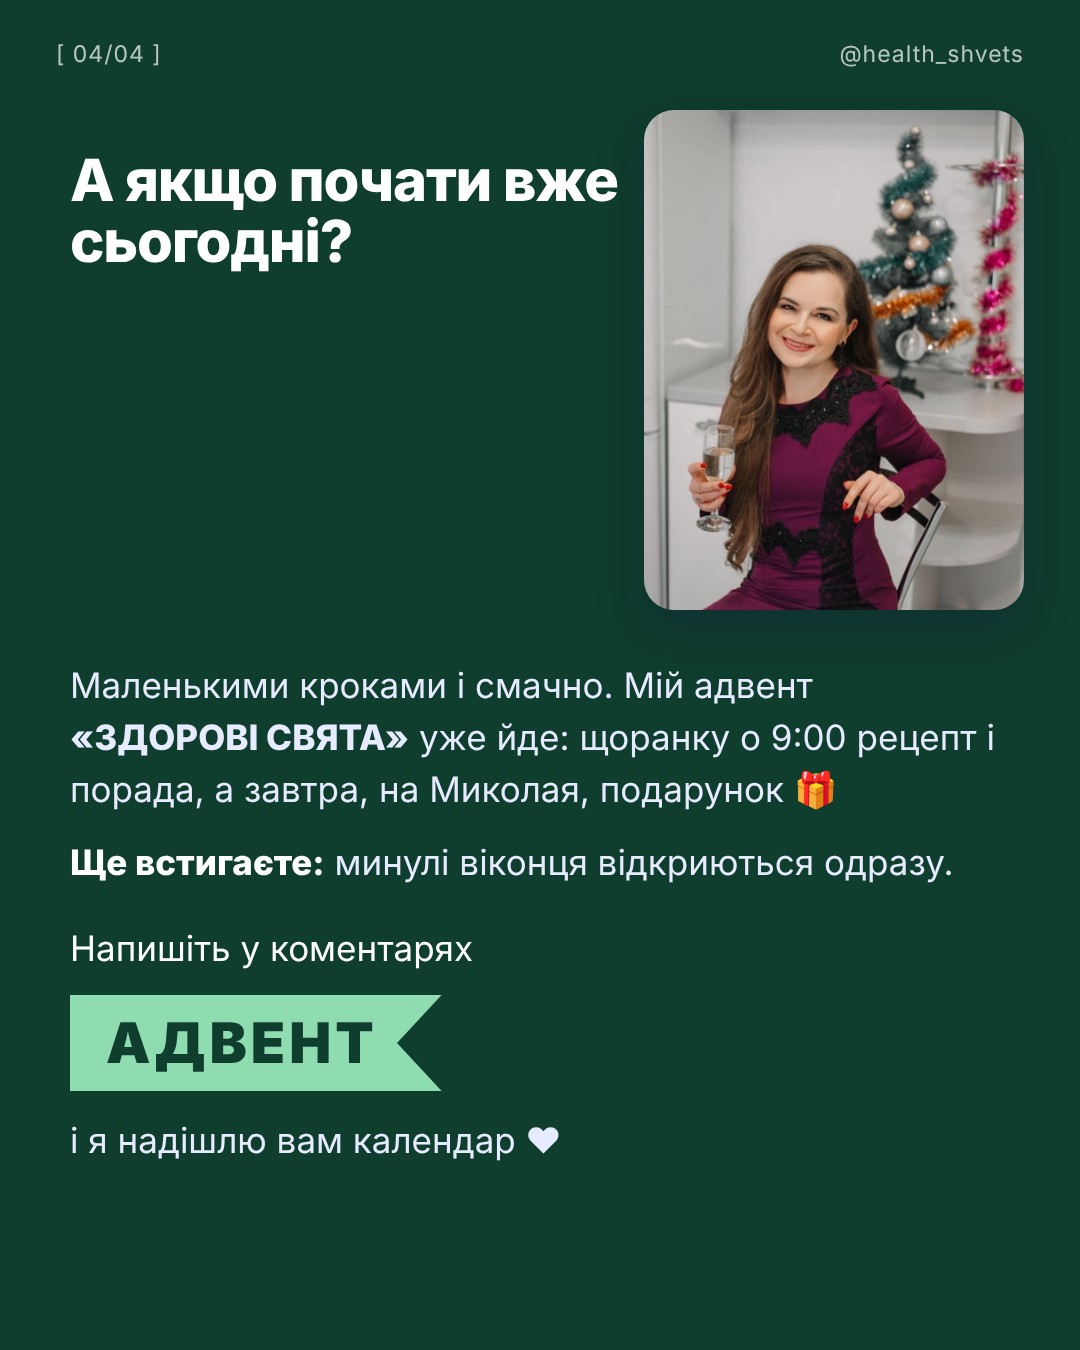 [ 04/04 ]
@health_shvets
А якщо почати вже
сьогодні?
Маленькими кроками і смачно. Мій адвент
«ЗДОРОВІ СВЯТА» уже йде: щоранку о 9:00 рецепт і
порада, а завтра, на Миколая, подарунок 🎁
Ще встигаєте: минулі віконця відкриються одразу.
Напишіть у коментарях
АДВЕНТ
і я надішлю вам календар ♥